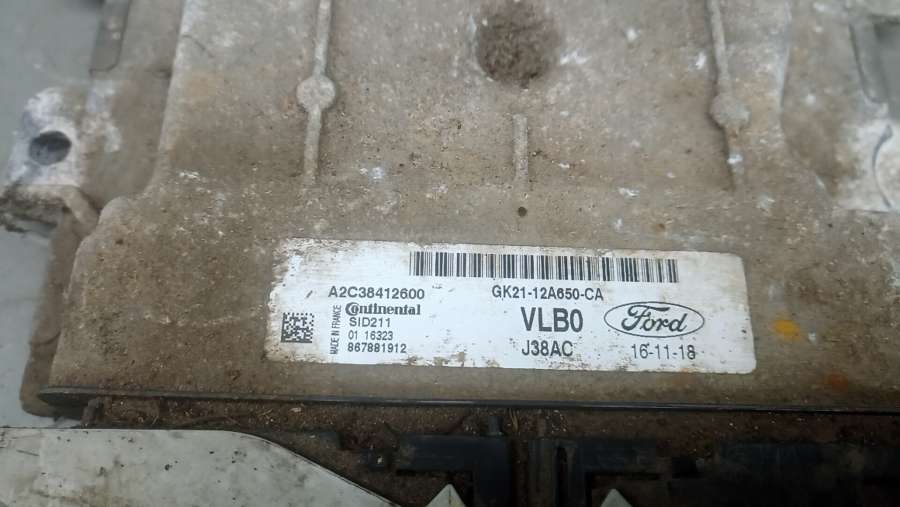 A2C38412600
GK21-12A650-CA
MADE IN FRANCE
Continental
SID211
01 16323
867881912
VLB0
J38AC
Ford
16-11-18